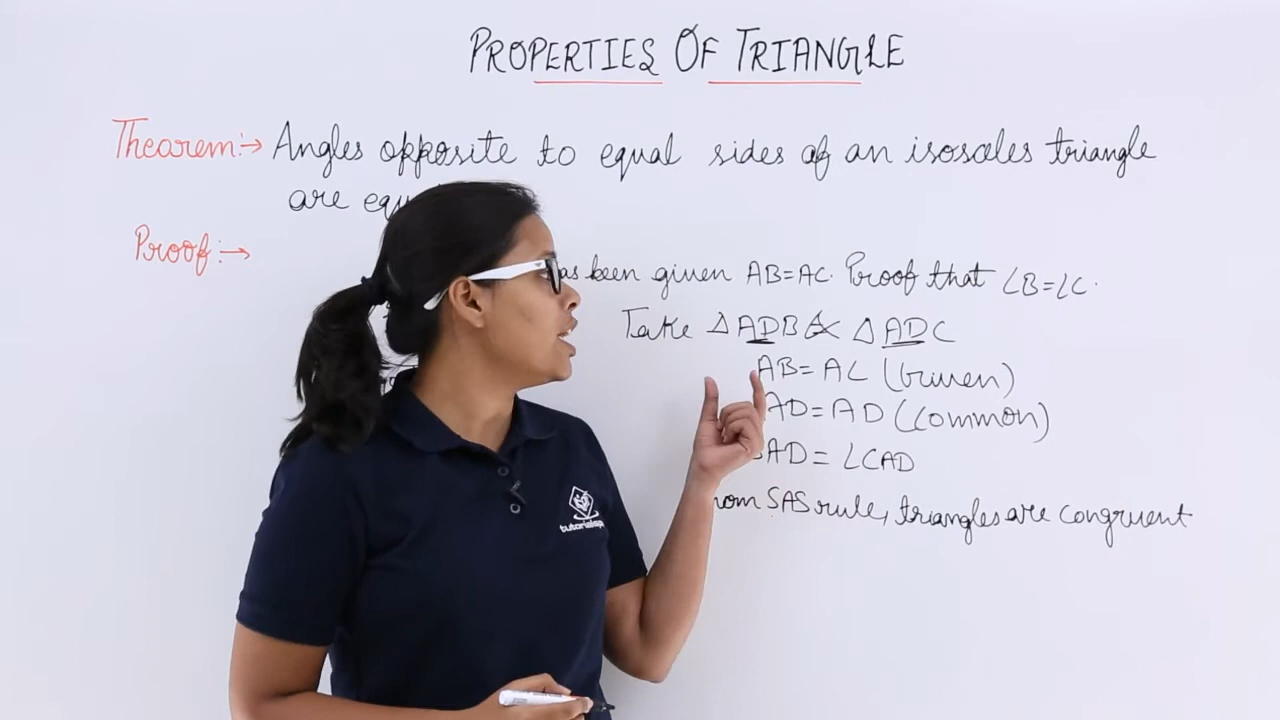 PROPERTIES OF TRIANGLE
Theorem:→ Angles opposite to equal sides of an isosceles triangle
are equ
Proof:→
as been given AB=AC. Proof that ∠B=∠C.
Take △ADB & △ADC
AB=AC (Given)
AD=AD (Common)
BAD=∠CAD
rom SAS rule, triangles are congruent